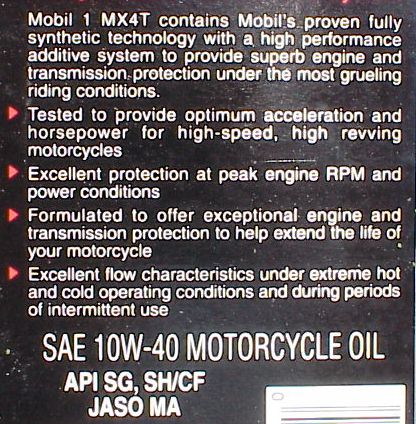 Mobil 1 MX4T contains Mobil's proven fully
synthetic technology with a high performance
additive system to provide superb engine and
transmission protection under the most grueling
riding conditions.
Tested to provide optimum acceleration and
horsepower for high-speed, high revving
motorcycles
Excellent protection at peak engine RPM and
power conditions
Formulated to offer exceptional engine and
transmission protection to help extend the life of
your motorcycle
Excellent flow characteristics under extreme hot
and cold operating conditions and during periods
of intermittent use
SAE 10W-40 MOTORCYCLE OIL
API SG, SH/CF
JASO MA